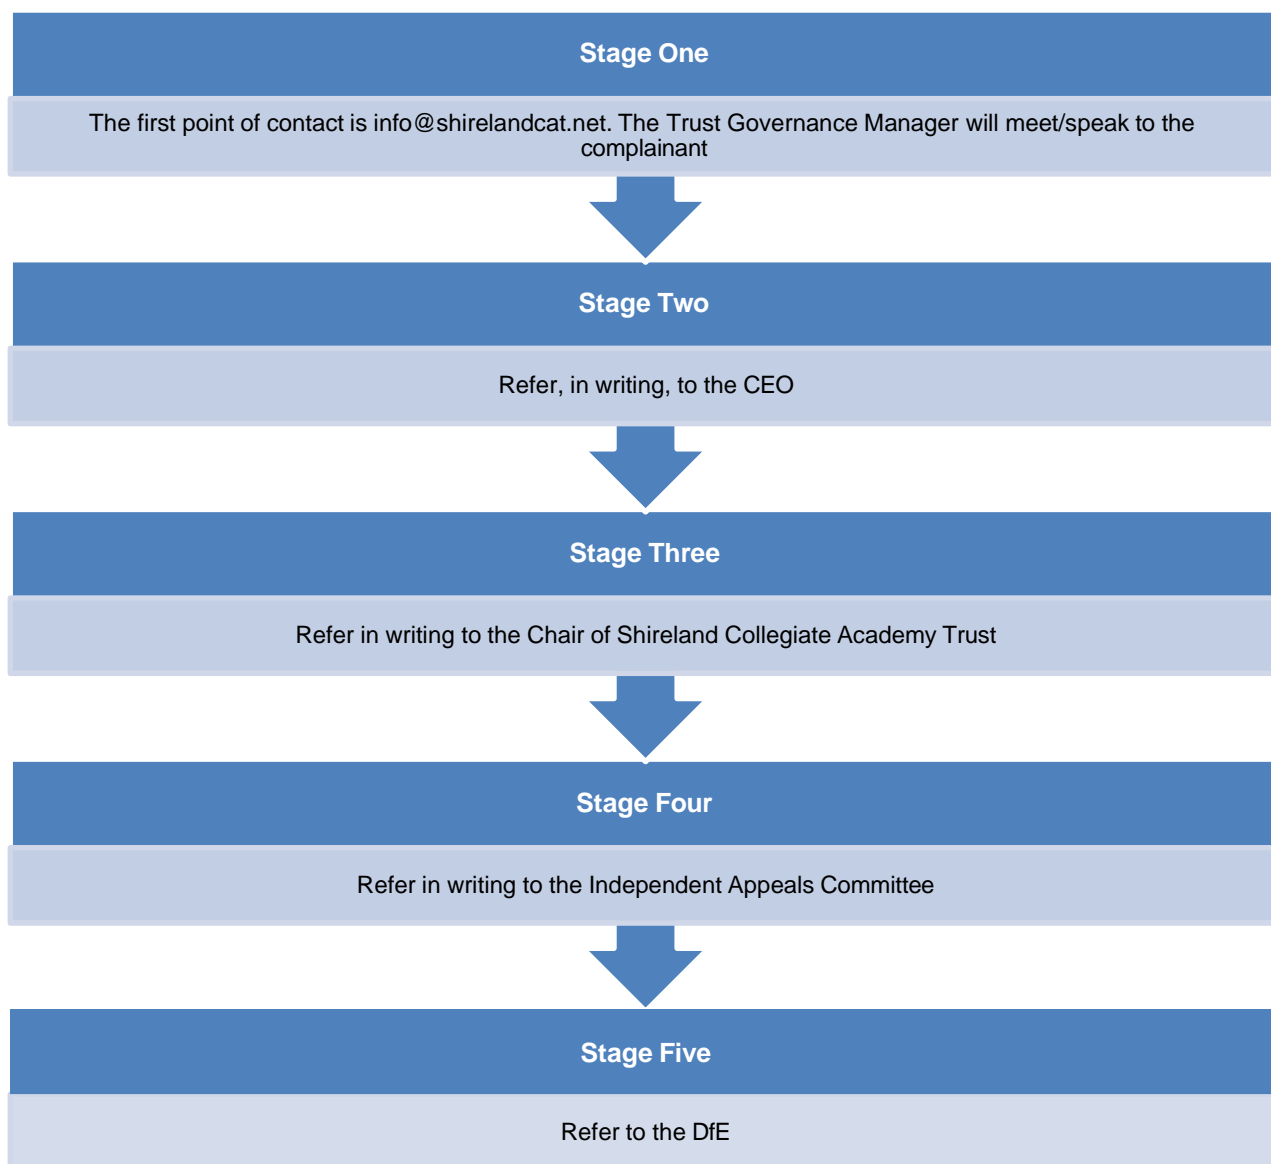 Stage One
The first point of contact is info@shirelandcat.net. The Trust Governance Manager will meet/speak to the
complainant
Stage Two
Refer, in writing, to the CEO
Stage Three
Refer in writing to the Chair of Shireland Collegiate Academy Trust
Stage Four
Refer in writing to the Independent Appeals Committee
Stage Five
Refer to the DfE